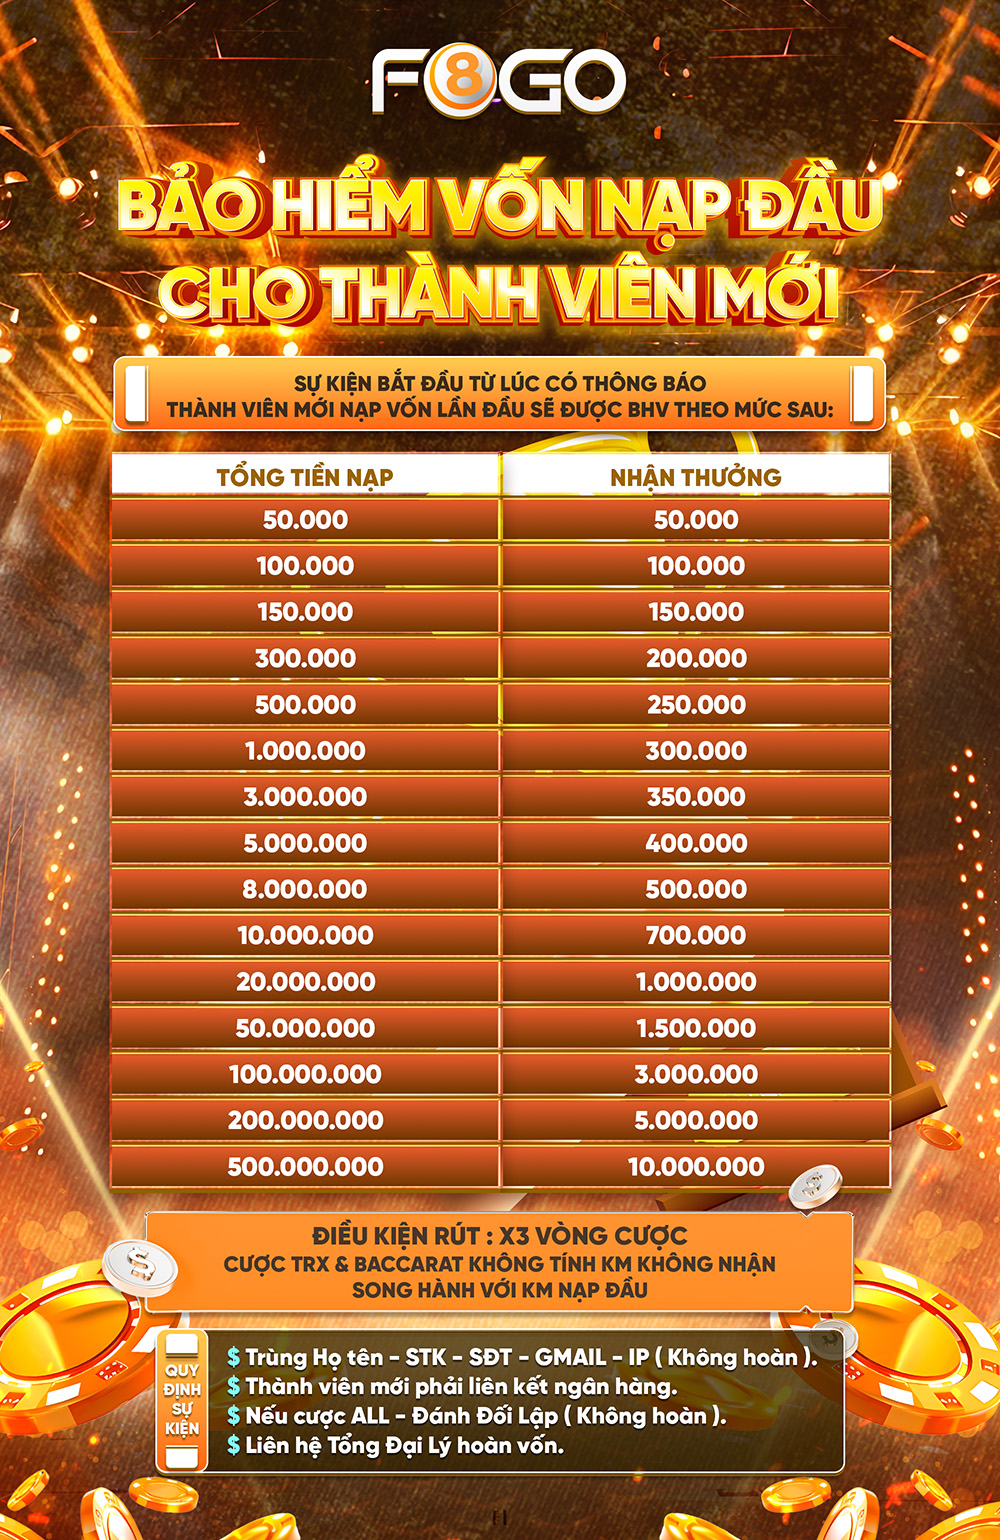 F8GO
BẢO HIỂM VỐN NẠP ĐẦU
CHO THÀNH VIÊN MỚI
SỰ KIỆN BẮT ĐẦU TỪ LÚC CÓ THÔNG BÁO
THÀNH VIÊN MỚI NẠP VỐN LẦN ĐẦU SẼ ĐƯỢC BHV THEO MỨC SAU:
TỔNG TIỀN NẠP NHẬN THƯỞNG
50.000 50.000
100.000 100.000
150.000 150.000
300.000 200.000
500.000 250.000
1.000.000 300.000
3.000.000 350.000
5.000.000 400.000
8.000.000 500.000
10.000.000 700.000
20.000.000 1.000.000
50.000.000 1.500.000
100.000.000 3.000.000
200.000.000 5.000.000
500.000.000 10.000.000
ĐIỀU KIỆN RÚT : X3 VÒNG CƯỢC
CƯỢC TRX & BACCARAT KHÔNG TÍNH KM KHÔNG NHẬN
SONG HÀNH VỚI KM NẠP ĐẦU
QUY
ĐỊNH
SỰ
KIỆN
$ Trùng Họ tên - STK - SĐT - GMAIL - IP ( Không hoàn ).
$ Thành viên mới phải liên kết ngân hàng.
$ Nếu cược ALL - Đánh Đối Lập ( Không hoàn ).
$ Liên hệ Tổng Đại Lý hoàn vốn.